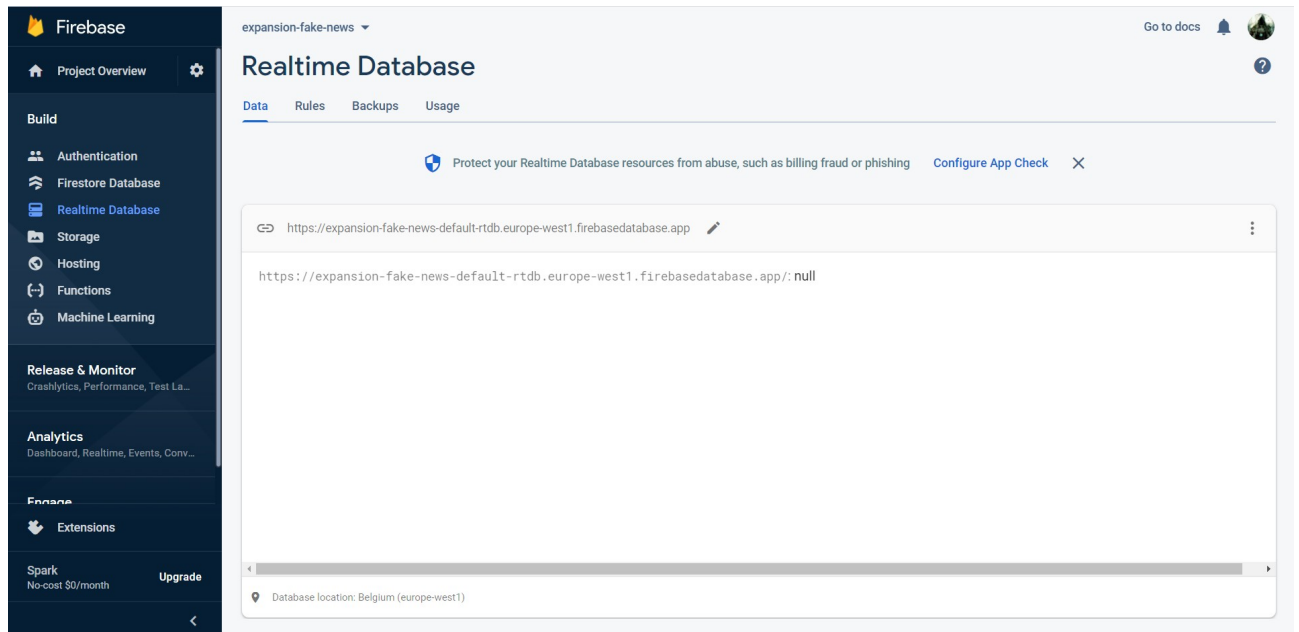 Firebase
Project Overview
Build
Authentication
Firestore Database
Realtime Database
Storage
Hosting
Functions
Machine Learning
Release & Monitor
Crashlytics, Performance, Test La...
Analytics
Dashboard, Realtime, Events, Conv...
Engage
Extensions
Spark
No-cost $0/month
Upgrade
expansion-fake-news
Go to docs
Realtime Database
Data Rules Backups Usage
Protect your Realtime Database resources from abuse, such as billing fraud or phishing Configure App Check
https://expansion-fake-news-default-rtdb.europe-west1.firebasedatabase.app
https://expansion-fake-news-default-rtdb.europe-west1.firebasedatabase.app/: null
Database location: Belgium (europe-west1)